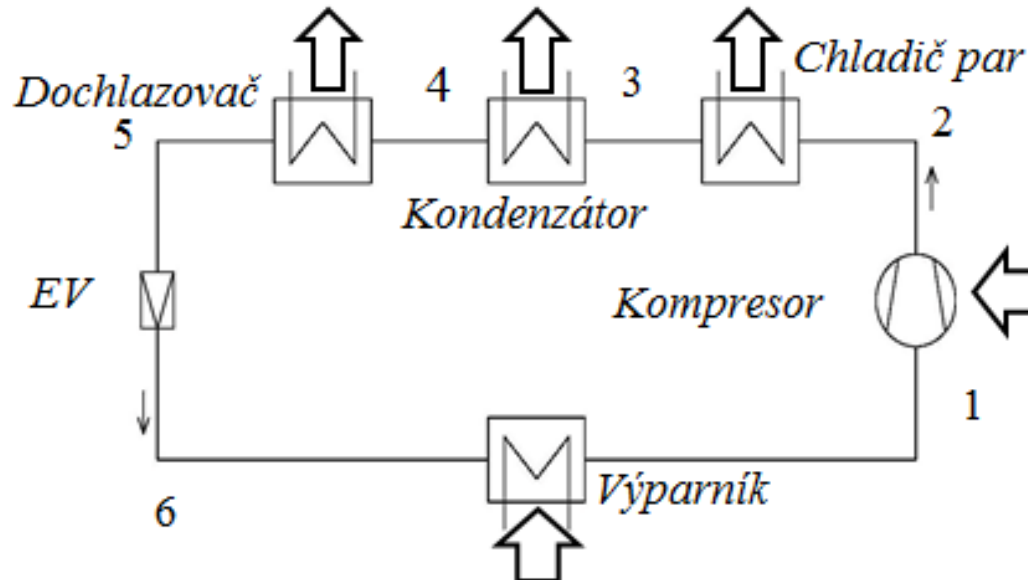 Dochlazovač
4
3
Chladič par
5
2
Kondenzátor
EV
Kompresor
1
Výparník
6